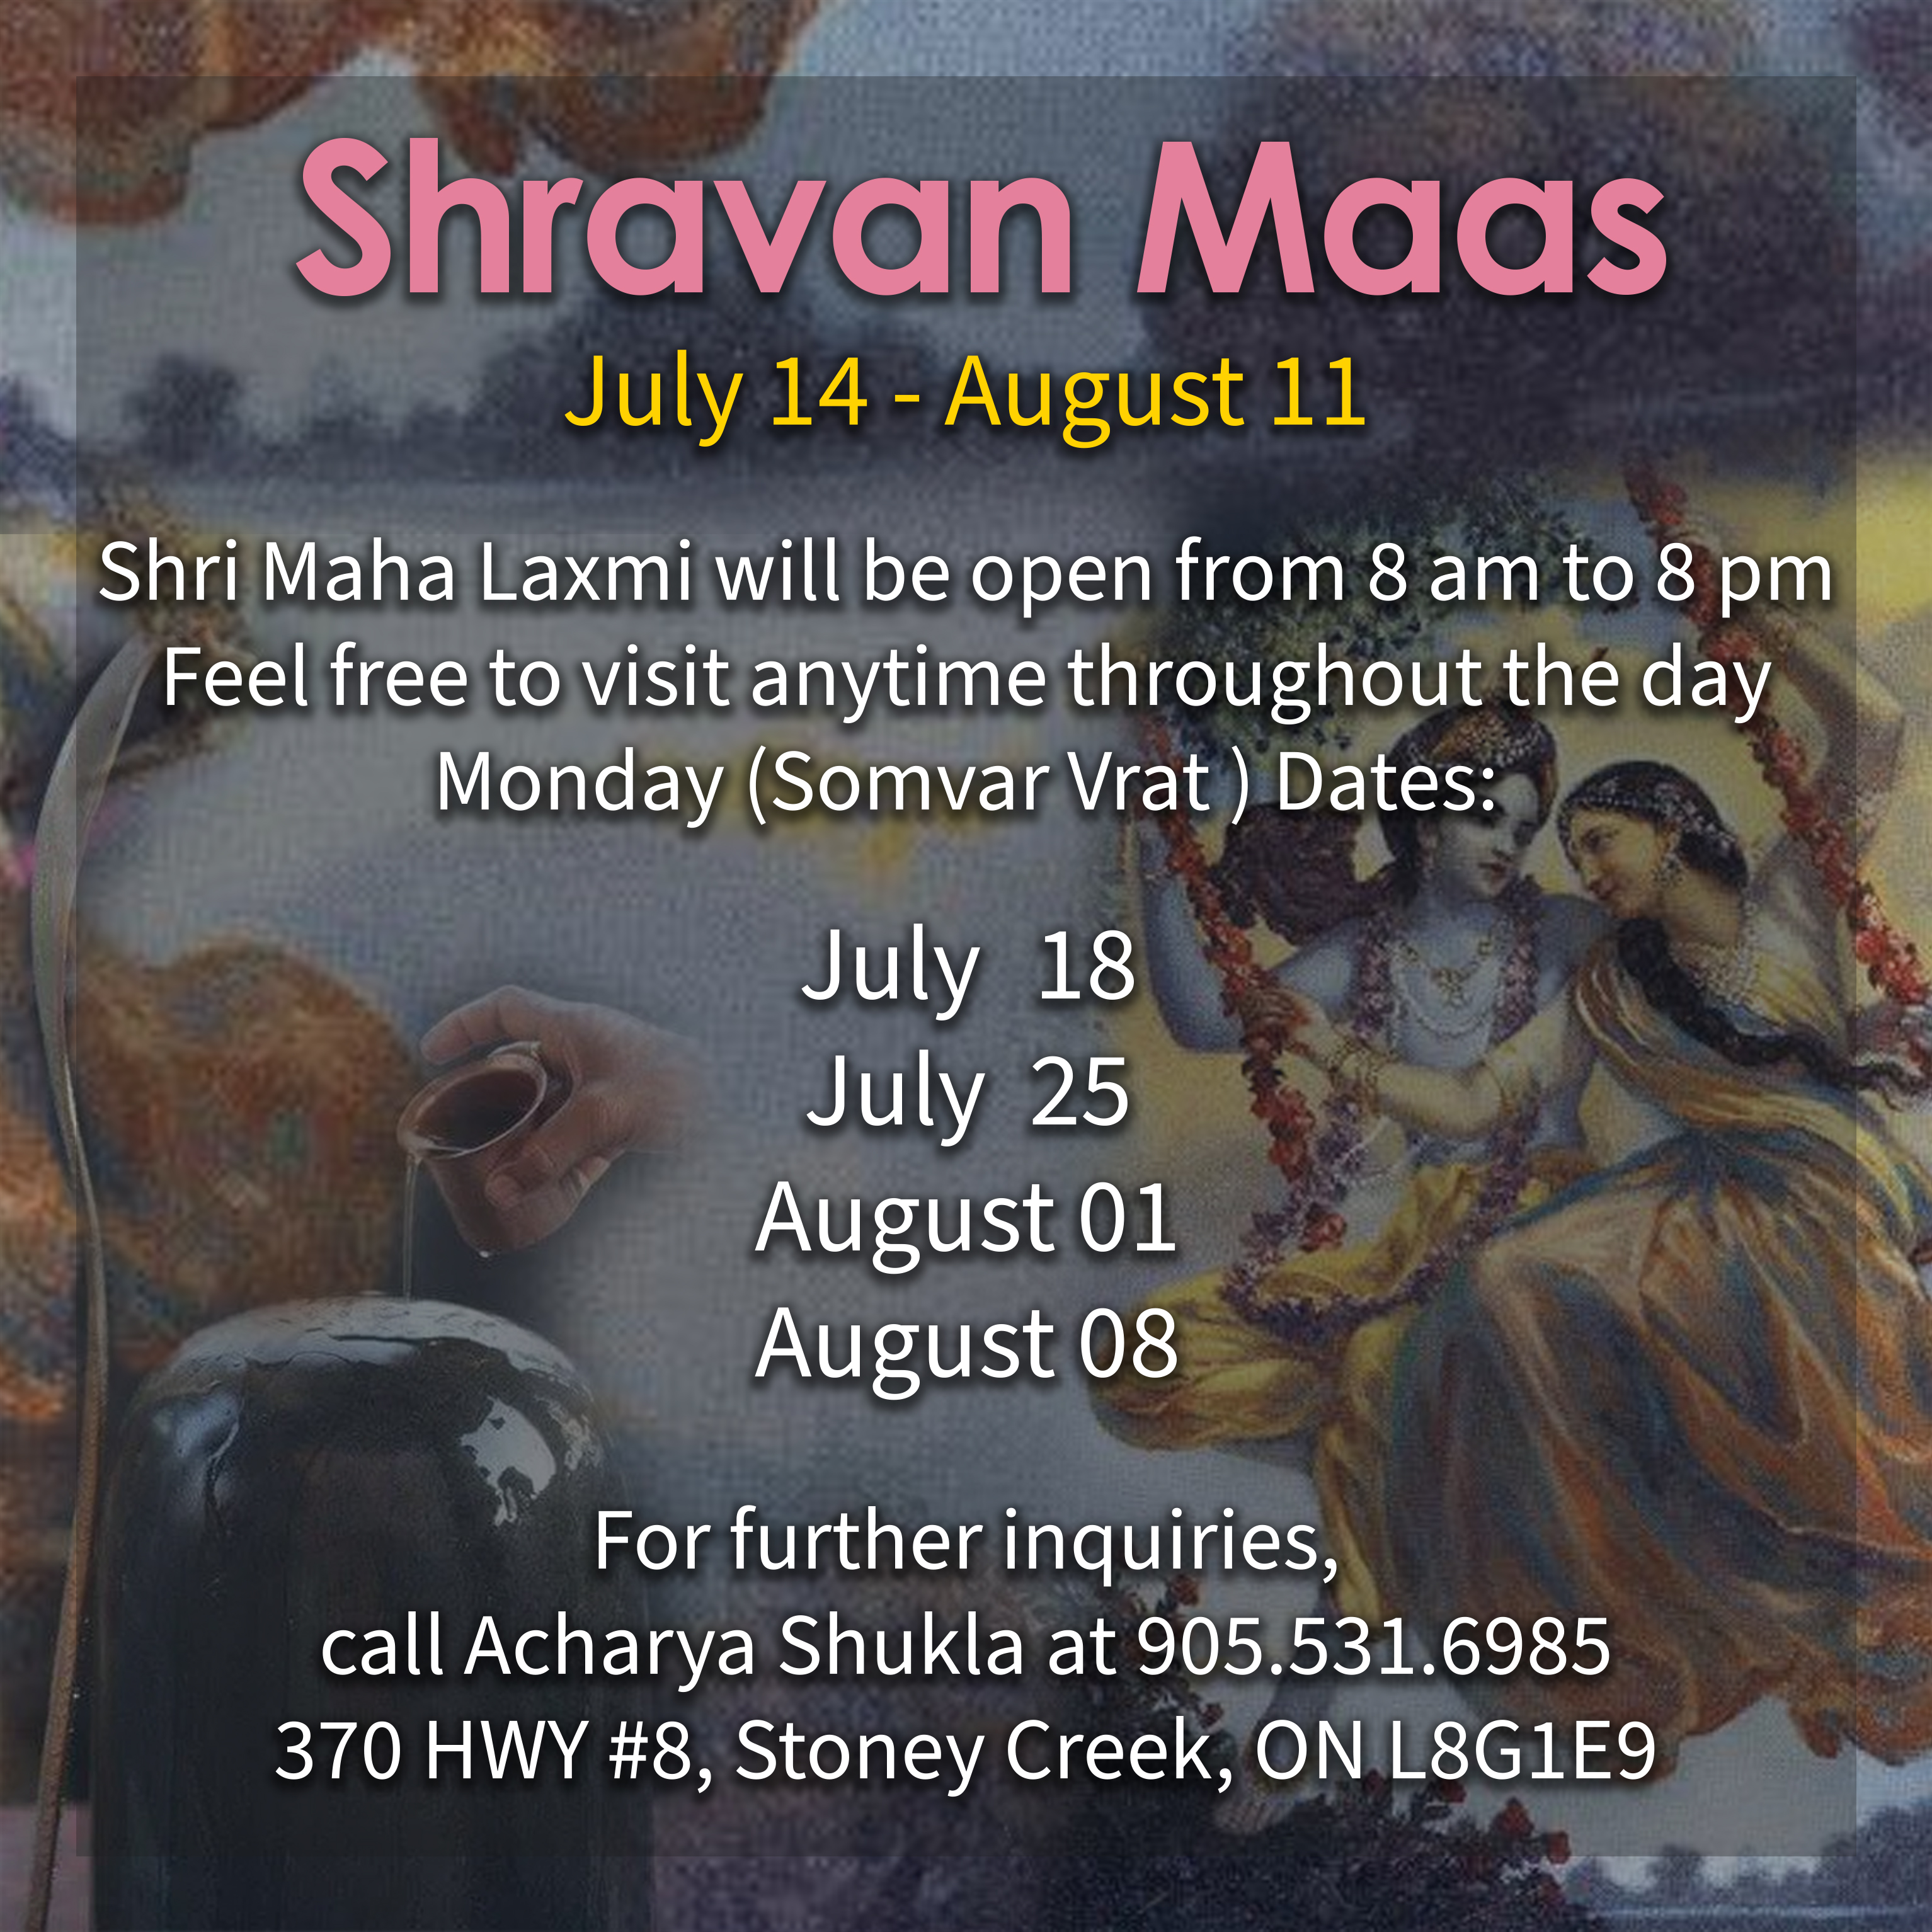 Shravan Maas
July 14 - August 11
Shri Maha Laxmi will be open from 8 am to 8 pm
Feel free to visit anytime throughout the day
Monday (Somvar Vrat ) Dates:
July 18
July 25
August 01
August 08
For further inquiries,
call Acharya Shukla at 905.531.6985
370 HWY #8, Stoney Creek, ON L8G1E9